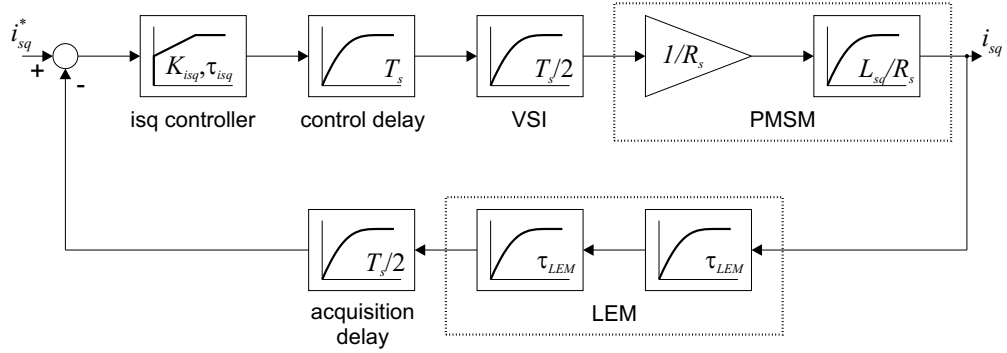 i*sq
+
-
Kisq,τisq
isq controller
Ts
control delay
Ts/2
VSI
1/Rs
Lsq/Rs
PMSM
isq
Ts/2
acquisition
delay
τLEM
τLEM
LEM